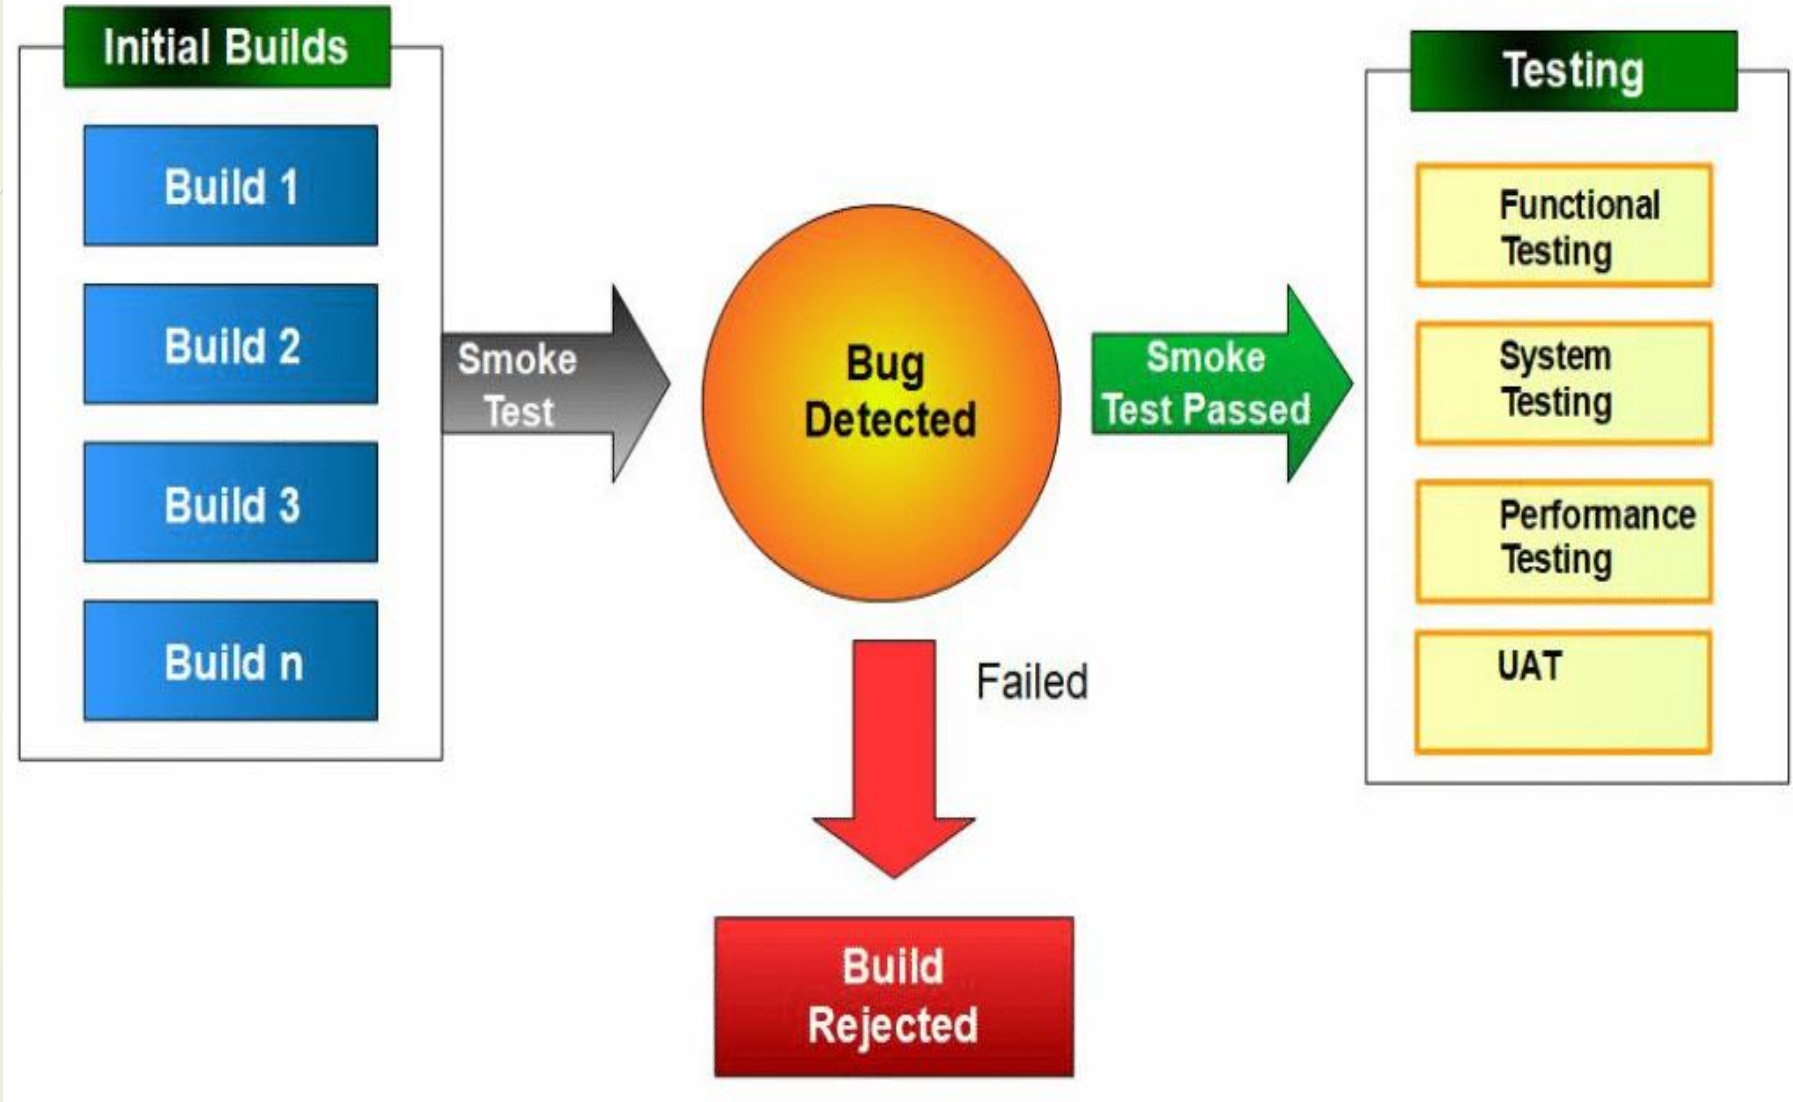 Initial Builds
Build 1
Build 2
Build 3
Build n
Smoke
Test
Bug
Detected
Smoke
Test Passed
Failed
Build
Rejected
Testing
Functional
Testing
System
Testing
Performance
Testing
UAT